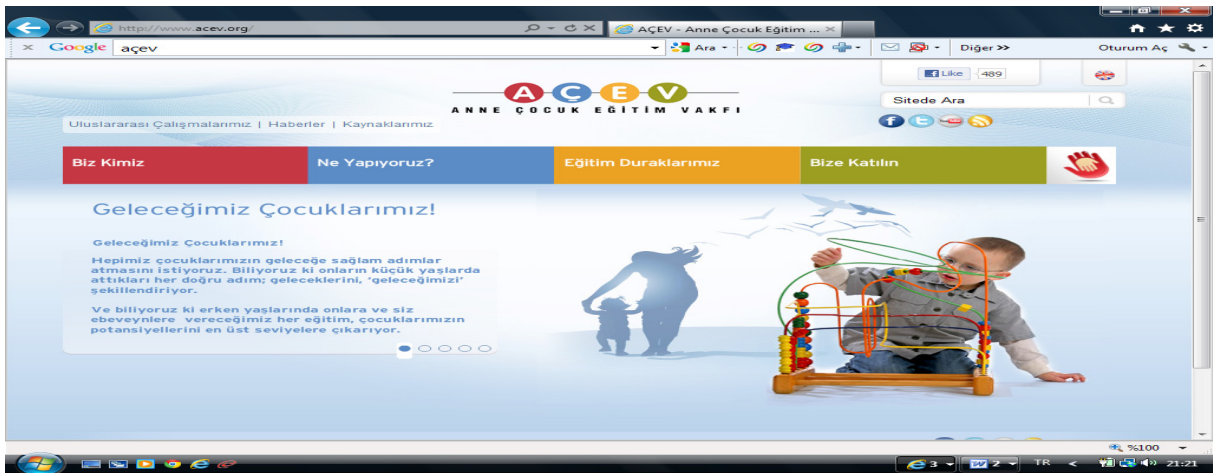 http://www.acev.org/
AÇEV - Anne Çocuk Eğitim ... ×
× Google açev
Ara
Diğer >>
Oturum Aç
Like 489
AÇEV
ANNE ÇOCUK EĞİTİM VAKFI
Sitede Ara
Uluslararası Çalışmalarımız | Haberler | Kaynaklarımız
Biz Kimiz
Ne Yapıyoruz?
Eğitim Duraklarımız
Bize Katılın
Geleceğimiz Çocuklarımız!
Geleceğimiz Çocuklarımız!
Hepimiz çocuklarımızın geleceğe sağlam adımlar
atmasını istiyoruz. Biliyoruz ki onların küçük yaşlarda
attıkları her doğru adım; geleceklerini, 'geleceğimizi'
şekillendiriyor.
Ve biliyoruz ki erken yaşlarında onlara ve siz
ebeveynlere vereceğimiz her eğitim, çocuklarımızın
potansiyellerini en üst seviyelere çıkarıyor.
%100
3
2
TR
<
21:21